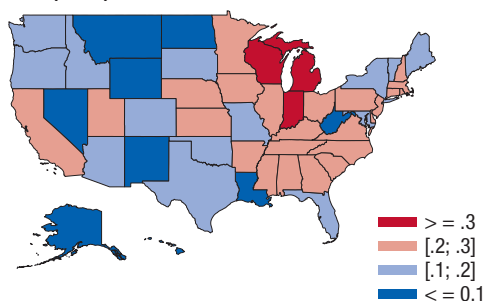 > = .3
[.2; .3]
[.1; .2]
< = 0.1